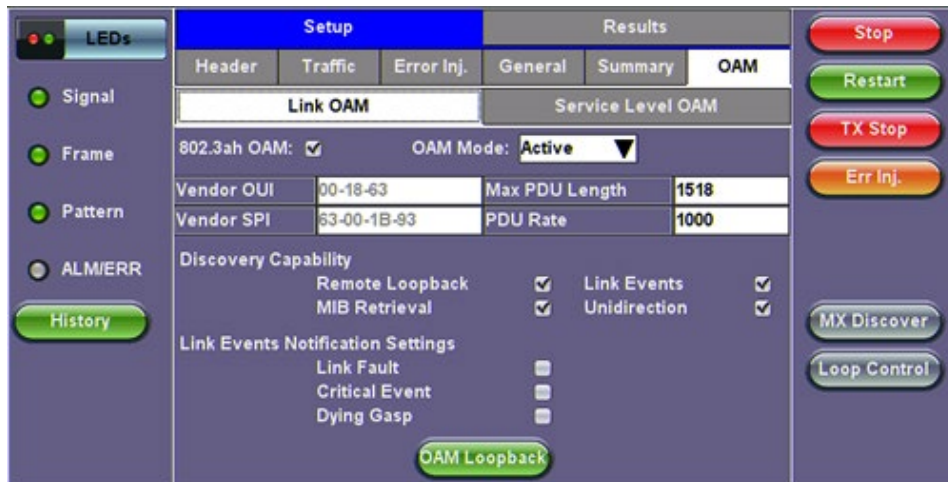 LEDs
Signal
Frame
Pattern
ALM/ERR
History
Setup Results
Header Traffic Error Inj. General Summary OAM
Link OAM Service Level OAM
802.3ah OAM: OAM Mode: Active
Vendor OUI 00-18-63 Max PDU Length 1518
Vendor SPI 63-00-1B-93 PDU Rate 1000
Discovery Capability
Remote Loopback Link Events
MIB Retrieval Unidirection
Link Events Notification Settings
Link Fault
Critical Event
Dying Gasp
OAM Loopback
Stop
Restart
TX Stop
Err Inj.
MX Discover
Loop Control